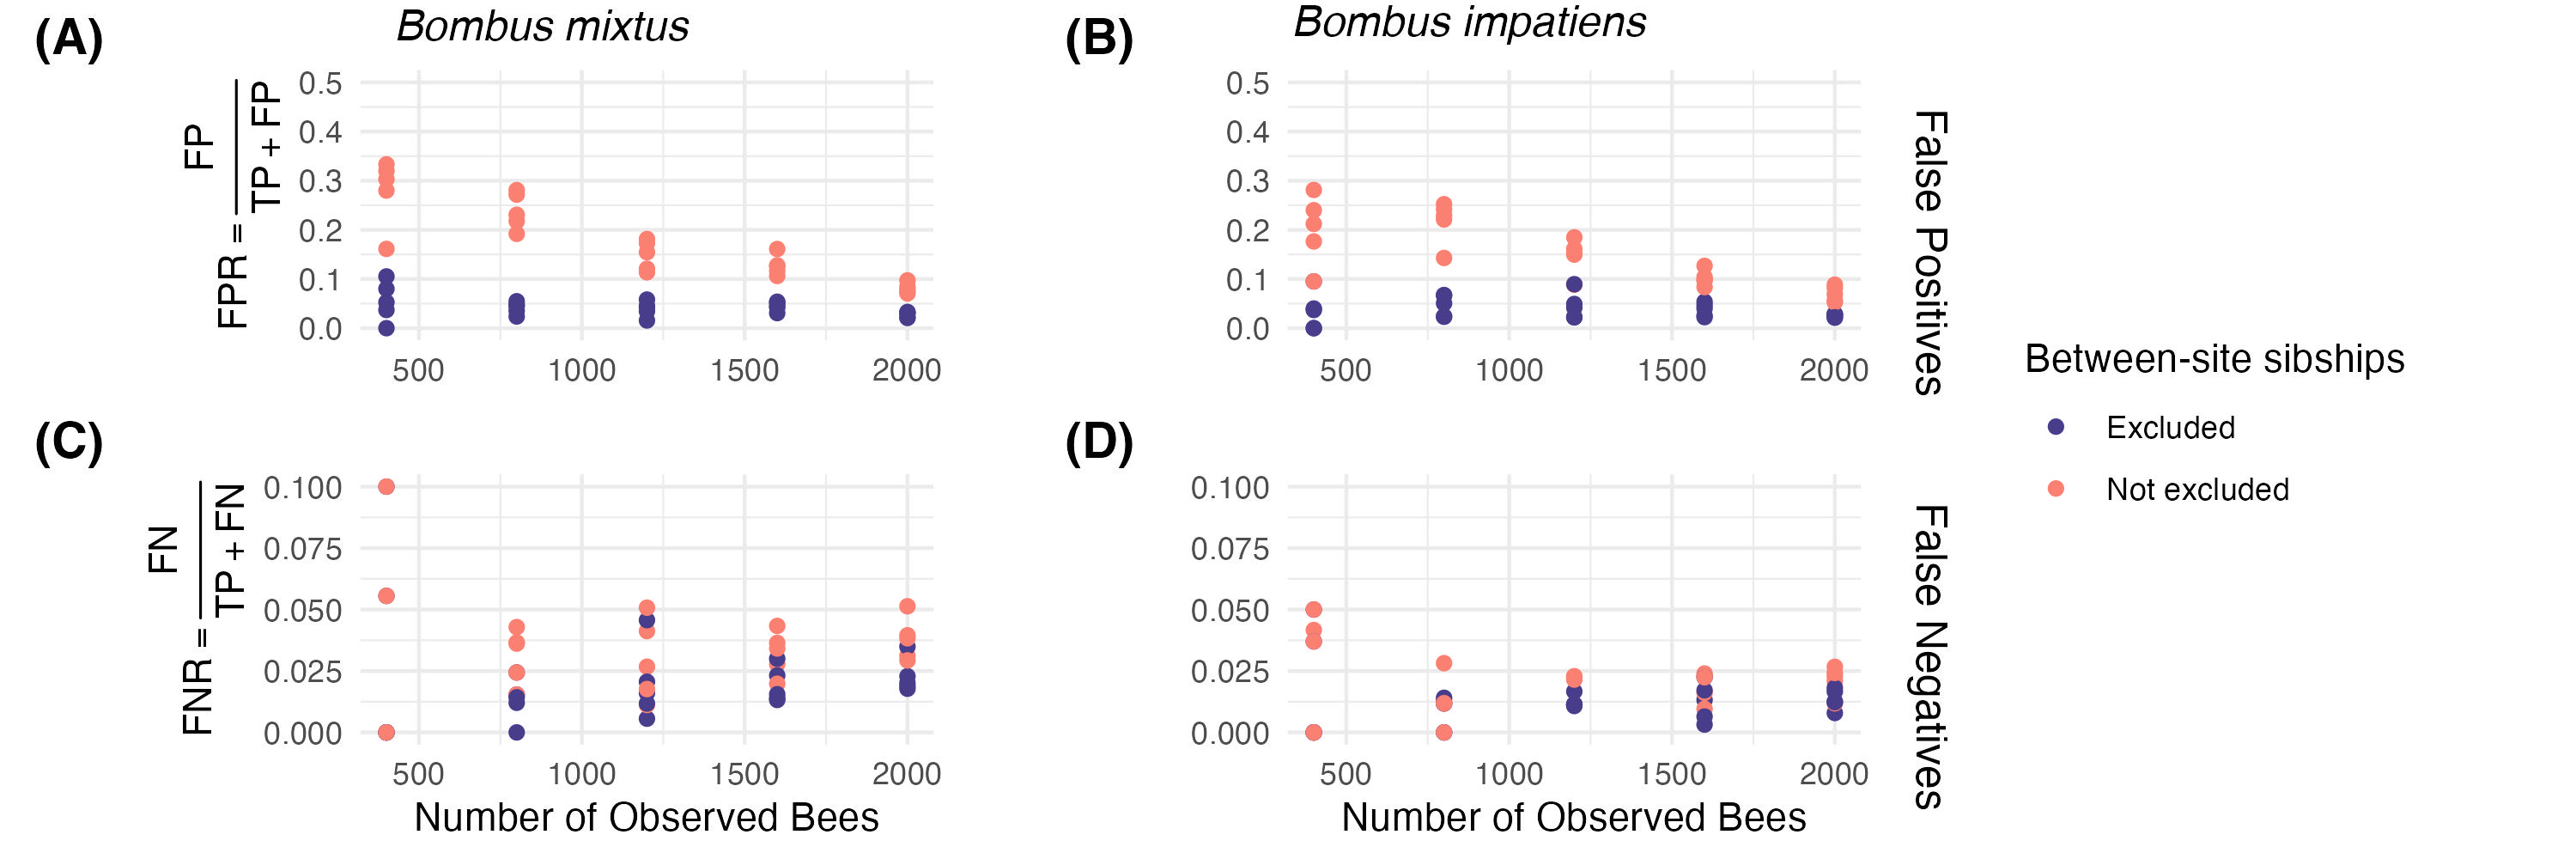 (A)
Bombus mixtus
(B)
Bombus impatiens
FPR = FP
TP + FP
0.5
0.4
0.3
0.2
0.1
0.0
500 1000 1500 2000
0.5
0.4
0.3
0.2
0.1
0.0
500 1000 1500 2000
False Positives
(C)
(D)
FNR = FN
TP + FN
0.100
0.075
0.050
0.025
0.000
500 1000 1500 2000
Number of Observed Bees
0.100
0.075
0.050
0.025
0.000
500 1000 1500 2000
Number of Observed Bees
False Negatives
Between-site sibships
Excluded
Not excluded